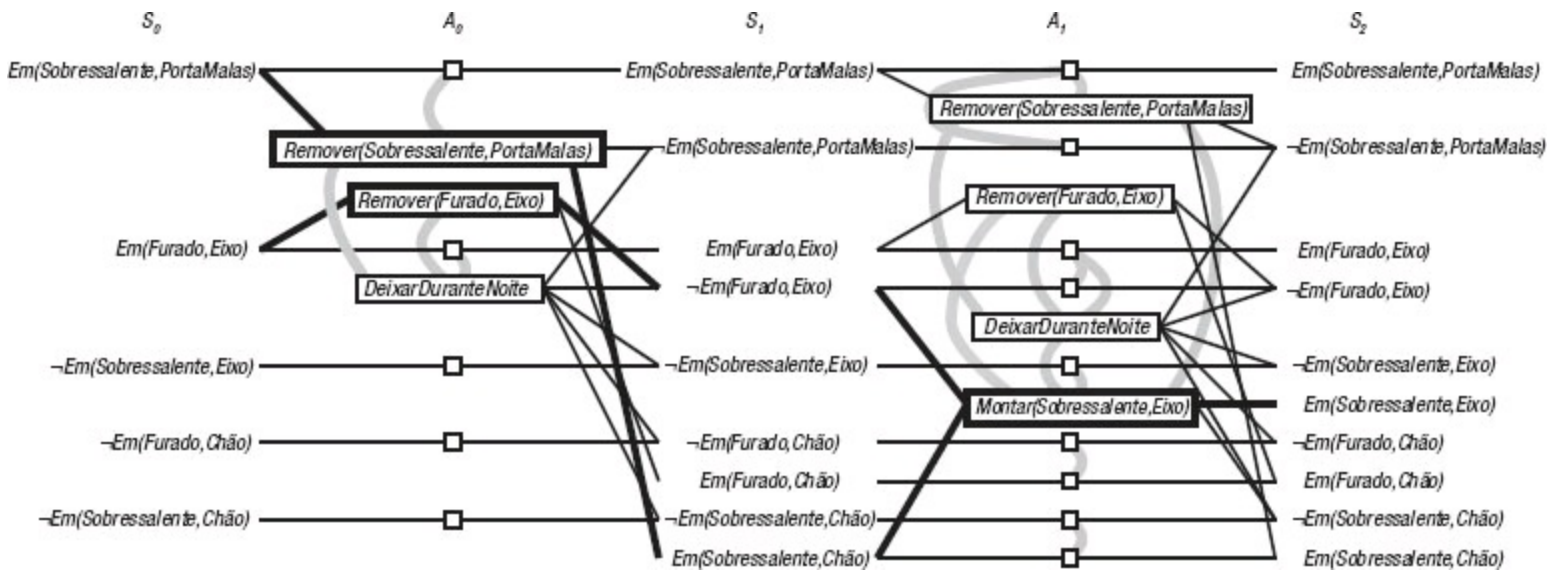 S₀ A₀ S₁ A₁ S₂
Em(Sobressalente,PortaMalas) Em(Sobressalente,PortaMalas) Em(Sobressalente,PortaMalas)
Remover(Sobressalente,PortaMalas)
Remover(Sobressalente,PortaMalas) ¬Em(Sobressalente,PortaMalas) ¬Em(Sobressalente,PortaMalas)
Remover(Furado,Eixo) Remover(Furado,Eixo)
Em(Furado,Eixo) Em(Furado,Eixo) Em(Furado,Eixo)
DeixarDuranteNoite ¬Em(Furado,Eixo) ¬Em(Furado,Eixo)
DeixarDuranteNoite
¬Em(Sobressalente,Eixo) ¬Em(Sobressalente,Eixo) ¬Em(Sobressalente,Eixo)
Montar(Sobressalente,Eixo) Em(Sobressalente,Eixo)
¬Em(Furado,Chão) ¬Em(Furado,Chão) ¬Em(Furado,Chão)
Em(Furado,Chão) Em(Furado,Chão)
¬Em(Sobressalente,Chão) ¬Em(Sobressalente,Chão) ¬Em(Sobressalente,Chão)
Em(Sobressalente,Chão) Em(Sobressalente,Chão)